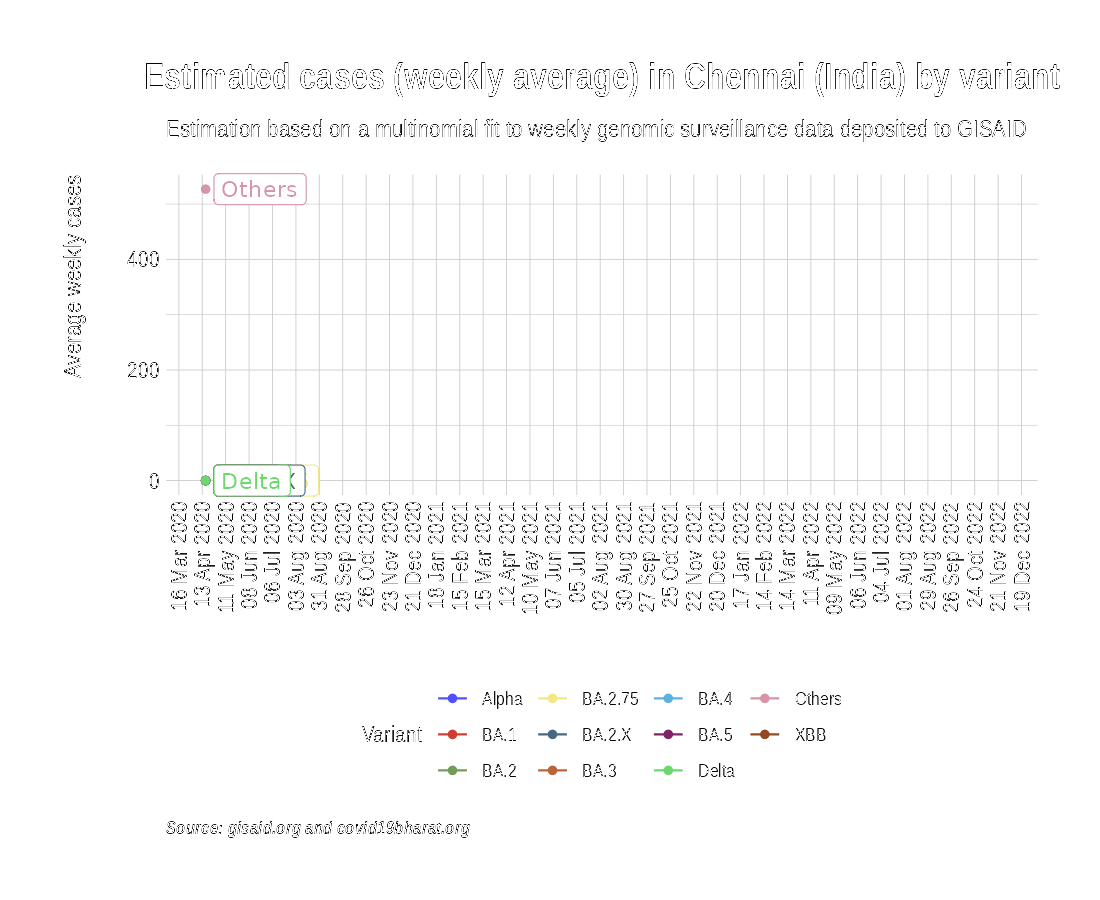 Estimated cases (weekly average) in Chennai (India) by variant
Estimation based on a multinomial fit to weekly genomic surveillance data deposited to GISAID
Average weekly cases
Others
400
200
0
Delta
X
16 Mar 2020
13 Apr 2020
11 May 2020
08 Jun 2020
06 Jul 2020
03 Aug 2020
31 Aug 2020
28 Sep 2020
26 Oct 2020
23 Nov 2020
21 Dec 2020
18 Jan 2021
15 Feb 2021
15 Mar 2021
12 Apr 2021
10 May 2021
07 Jun 2021
05 Jul 2021
02 Aug 2021
30 Aug 2021
27 Sep 2021
25 Oct 2021
22 Nov 2021
20 Dec 2021
17 Jan 2022
14 Feb 2022
14 Mar 2022
11 Apr 2022
09 May 2022
06 Jun 2022
04 Jul 2022
01 Aug 2022
29 Aug 2022
26 Sep 2022
24 Oct 2022
21 Nov 2022
19 Dec 2022
Alpha BA.2.75 BA.4 Others
Variant BA.1 BA.2.X BA.5 XBB
BA.2 BA.3 Delta
Source: gisaid.org and covid19bharat.org